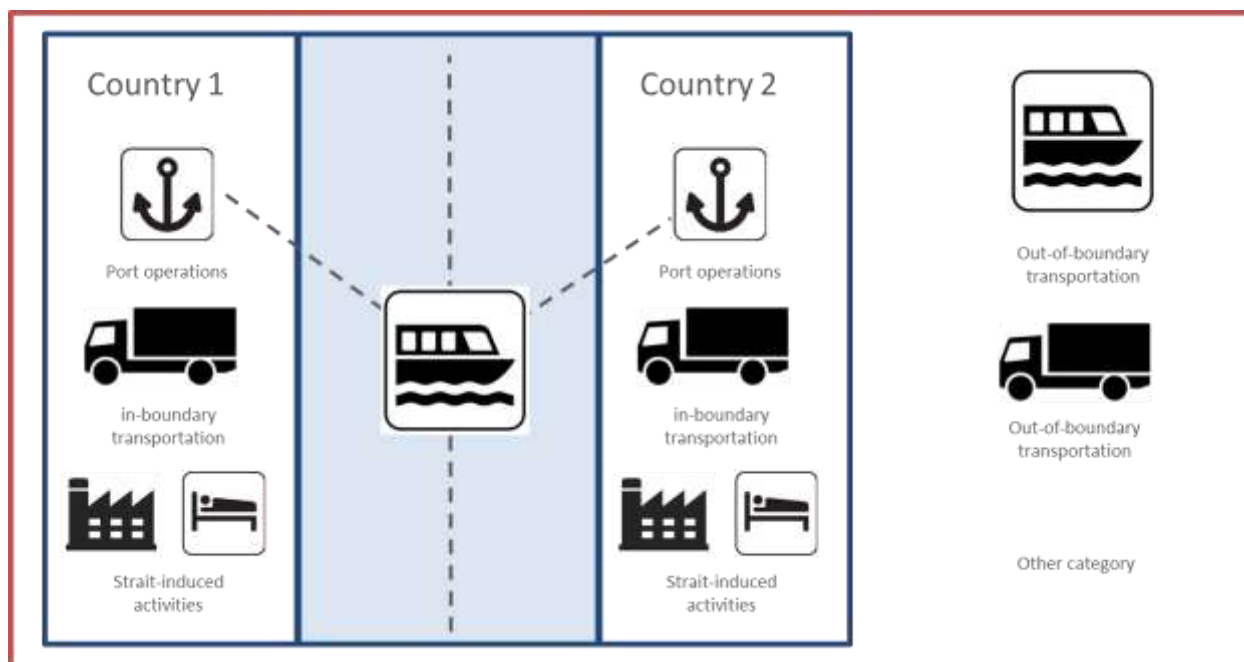 Country 1
Port operations
in-boundary
transportation
Strait-induced
activities
Country 2
Port operations
in-boundary
transportation
Strait-induced
activities
Out-of-boundary
transportation
Out-of-boundary
transportation
Other category